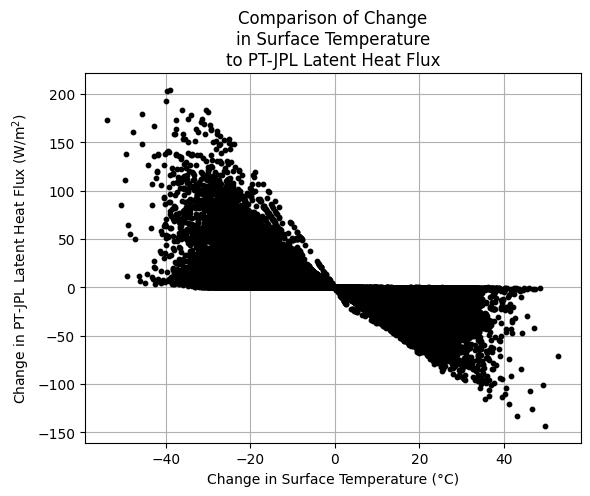 Comparison of Change
in Surface Temperature
to PT-JPL Latent Heat Flux
Change in PT-JPL Latent Heat Flux (W/m²)
200
150
100
50
0
−50
−100
−150
−40
−20
0
20
40
Change in Surface Temperature (°C)